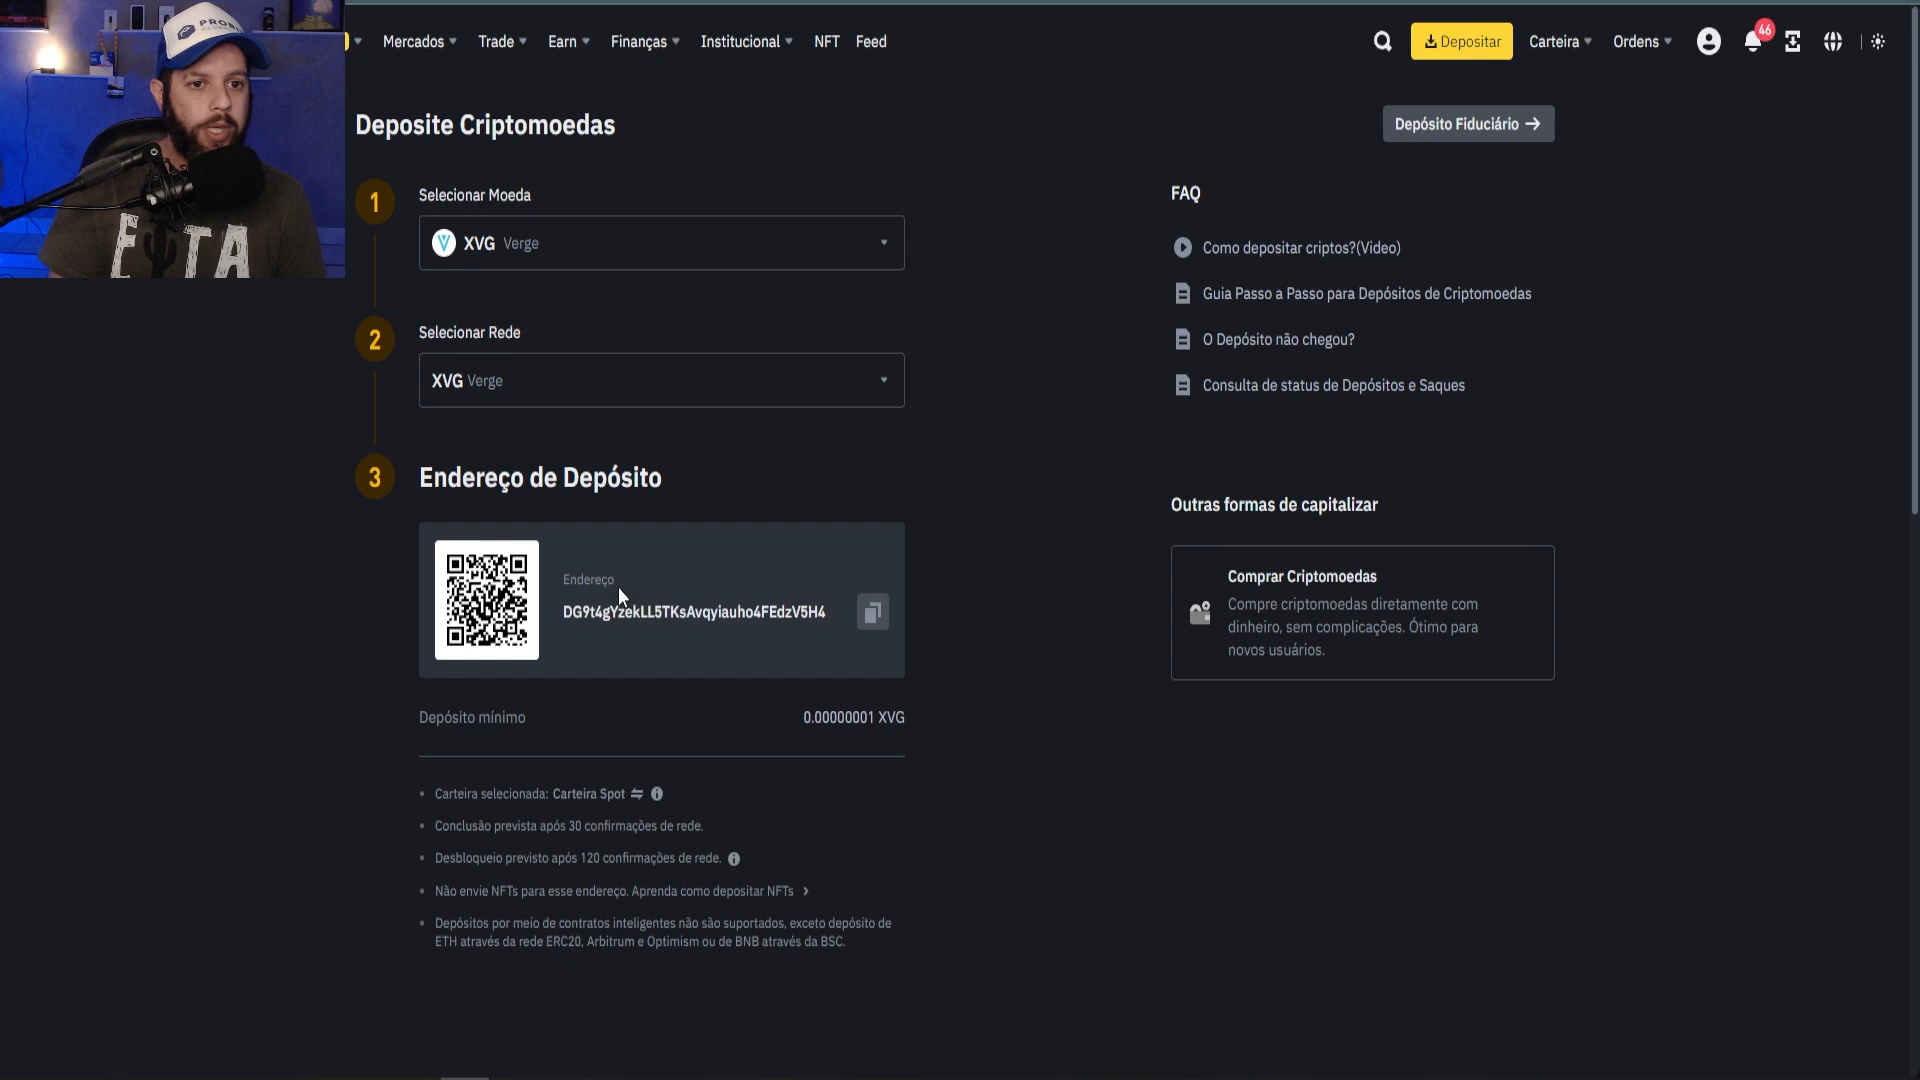 PROBI
ETA
Mercados
Trade
Earn
Finanças
Institucional
NFT
Feed
Depositar
Carteira
Ordens
46
Deposite Criptomoedas
Depósito Fiduciário →
1
Selecionar Moeda
XVG Verge
2
Selecionar Rede
XVG Verge
3
Endereço de Depósito
Endereço
DG9t4gYzekLL5TKsAvqyiauho4FEdzV5H4
Depósito mínimo
0.00000001 XVG
• Carteira selecionada: Carteira Spot
• Conclusão prevista após 30 confirmações de rede.
• Desbloqueio previsto após 120 confirmações de rede.
• Não envie NFTs para esse endereço. Aprenda como depositar NFTs >
• Depósitos por meio de contratos inteligentes não são suportados, exceto depósito de
ETH através da rede ERC20, Arbitrum e Optimism ou de BNB através da BSC.
FAQ
Como depositar criptos?(Video)
Guia Passo a Passo para Depósitos de Criptomoedas
O Depósito não chegou?
Consulta de status de Depósitos e Saques
Outras formas de capitalizar
Comprar Criptomoedas
Compre criptomoedas diretamente com
dinheiro, sem complicações. Ótimo para
novos usuários.